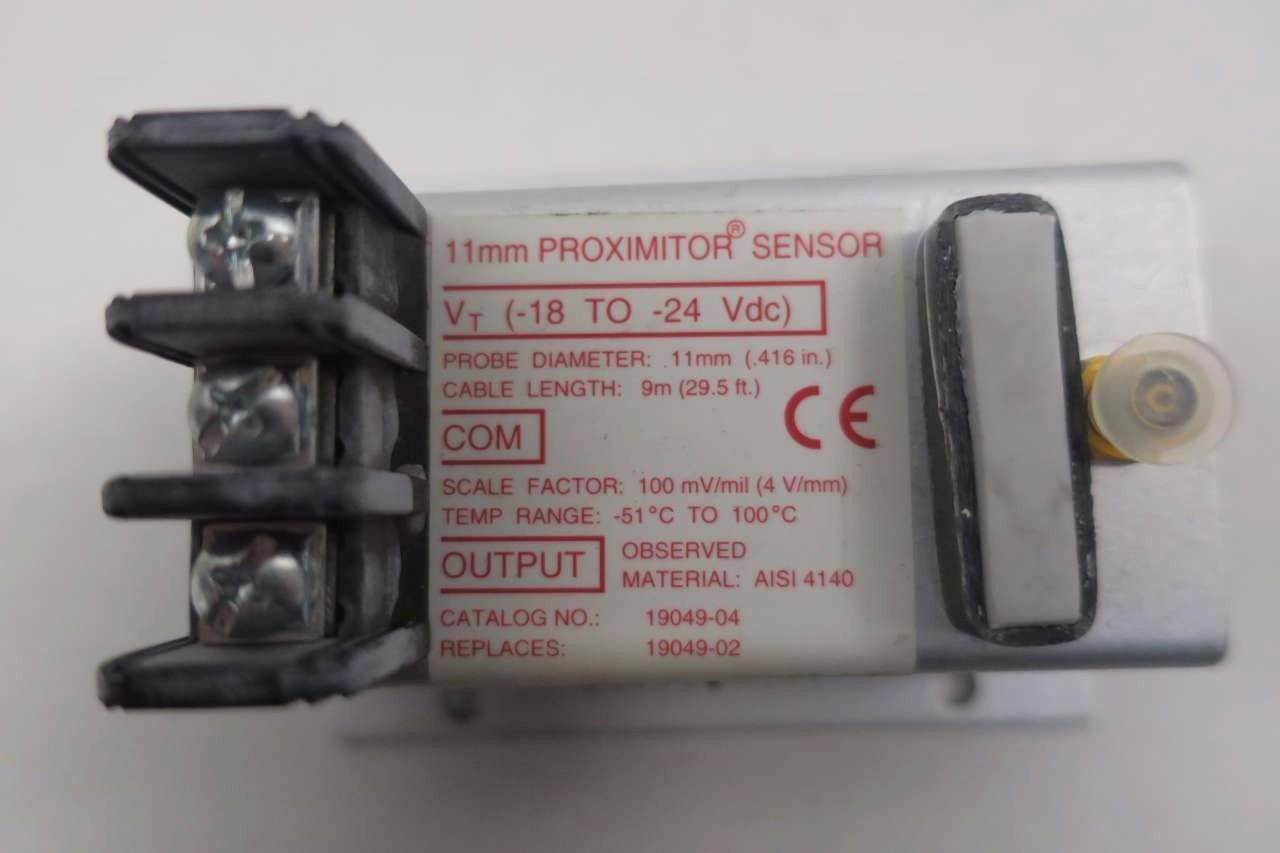 11mm PROXIMITOR® SENSOR
VT (-18 TO -24 Vdc)
PROBE DIAMETER: 11mm (.416 in.)
CABLE LENGTH: 9m (29.5 ft.)
CE
COM
SCALE FACTOR: 100 mV/mil (4 V/mm)
TEMP RANGE: -51°C TO 100°C
OUTPUT
OBSERVED
MATERIAL: AISI 4140
CATALOG NO.: 19049-04
REPLACES: 19049-02